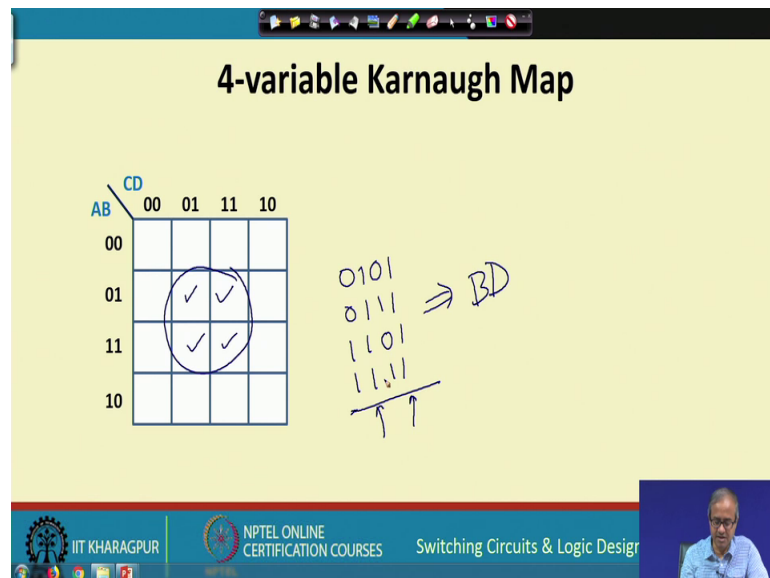 4-variable Karnaugh Map
CD
AB 00 01 11 10
00
01 ✓ ✓
11 ✓ ✓
10
0101
0111 ⇒ BD
1101
1111
↑ ↑
IIT KHARAGPUR
NPTEL ONLINE
CERTIFICATION COURSES
Switching Circuits & Logic Design